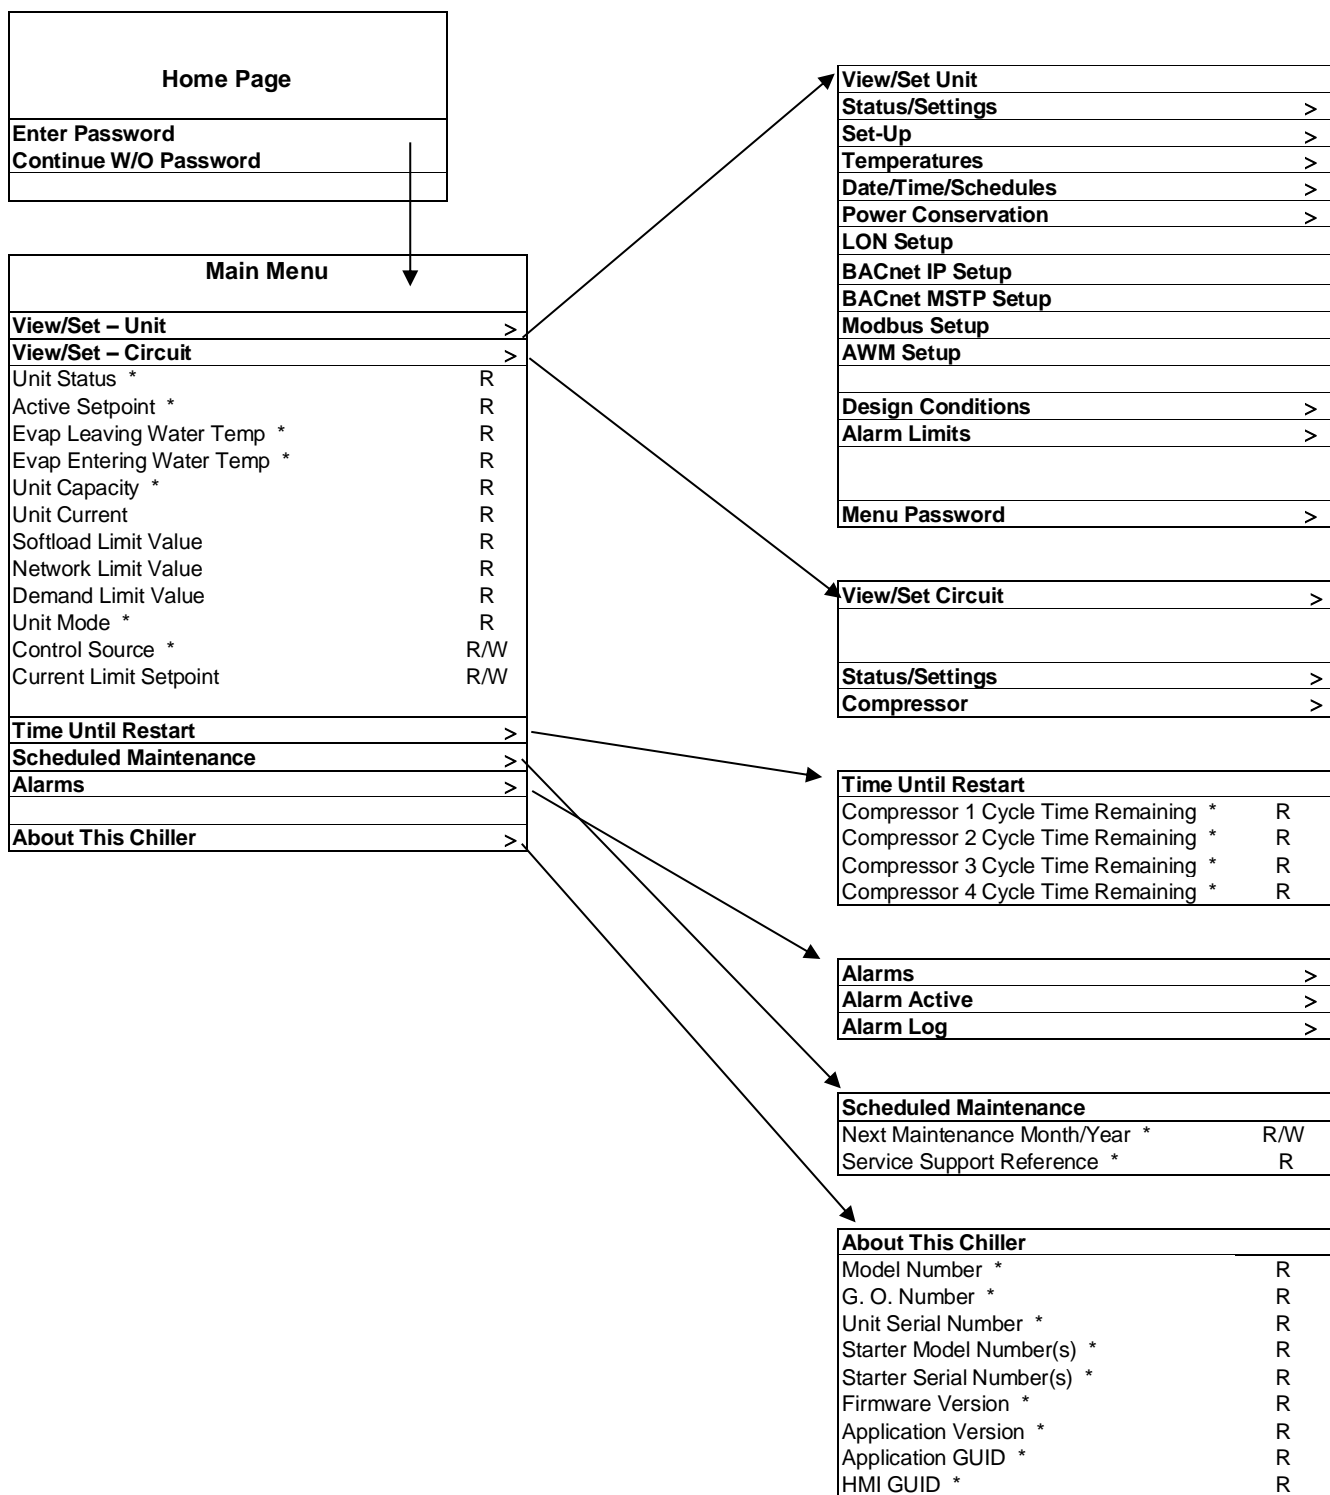 Home Page
Enter Password
Continue W/O Password
Main Menu
View/Set – Unit >
View/Set – Circuit >
Unit Status * R
Active Setpoint * R
Evap Leaving Water Temp * R
Evap Entering Water Temp * R
Unit Capacity * R
Unit Current R
Softload Limit Value R
Network Limit Value R
Demand Limit Value R
Unit Mode * R
Control Source * R/W
Current Limit Setpoint R/W
Time Until Restart >
Scheduled Maintenance >
Alarms >
About This Chiller >
View/Set Unit
Status/Settings >
Set-Up >
Temperatures >
Date/Time/Schedules >
Power Conservation >
LON Setup
BACnet IP Setup
BACnet MSTP Setup
Modbus Setup
AWM Setup
Design Conditions >
Alarm Limits >
Menu Password >
View/Set Circuit >
Status/Settings >
Compressor >
Time Until Restart
Compressor 1 Cycle Time Remaining * R
Compressor 2 Cycle Time Remaining * R
Compressor 3 Cycle Time Remaining * R
Compressor 4 Cycle Time Remaining * R
Alarms >
Alarm Active >
Alarm Log >
Scheduled Maintenance
Next Maintenance Month/Year * R/W
Service Support Reference * R
About This Chiller
Model Number * R
G. O. Number * R
Unit Serial Number * R
Starter Model Number(s) * R
Starter Serial Number(s) * R
Firmware Version * R
Application Version * R
Application GUID * R
HMI GUID * R